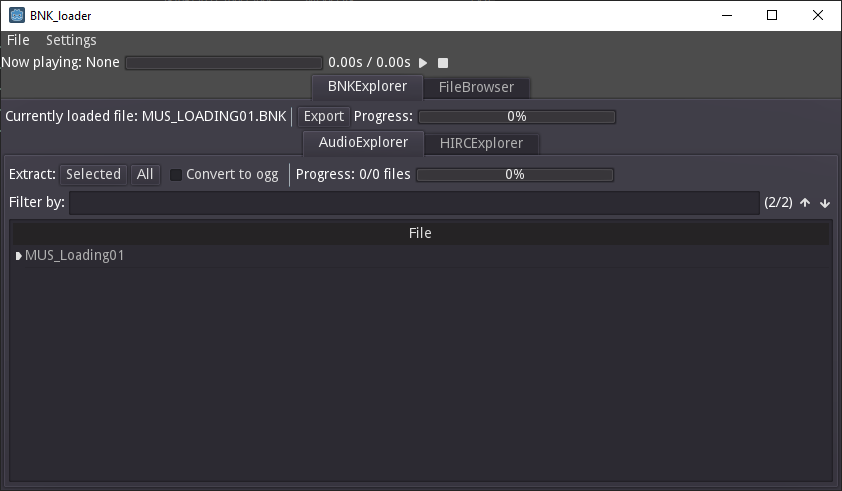 BNK_loader
File Settings
Now playing: None 0.00s / 0.00s
BNKExplorer FileBrowser
Currently loaded file: MUS_LOADING01.BNK Export Progress: 0%
AudioExplorer HIRCExplorer
Extract: Selected All Convert to ogg Progress: 0/0 files 0%
Filter by: (2/2)
File
MUS_Loading01